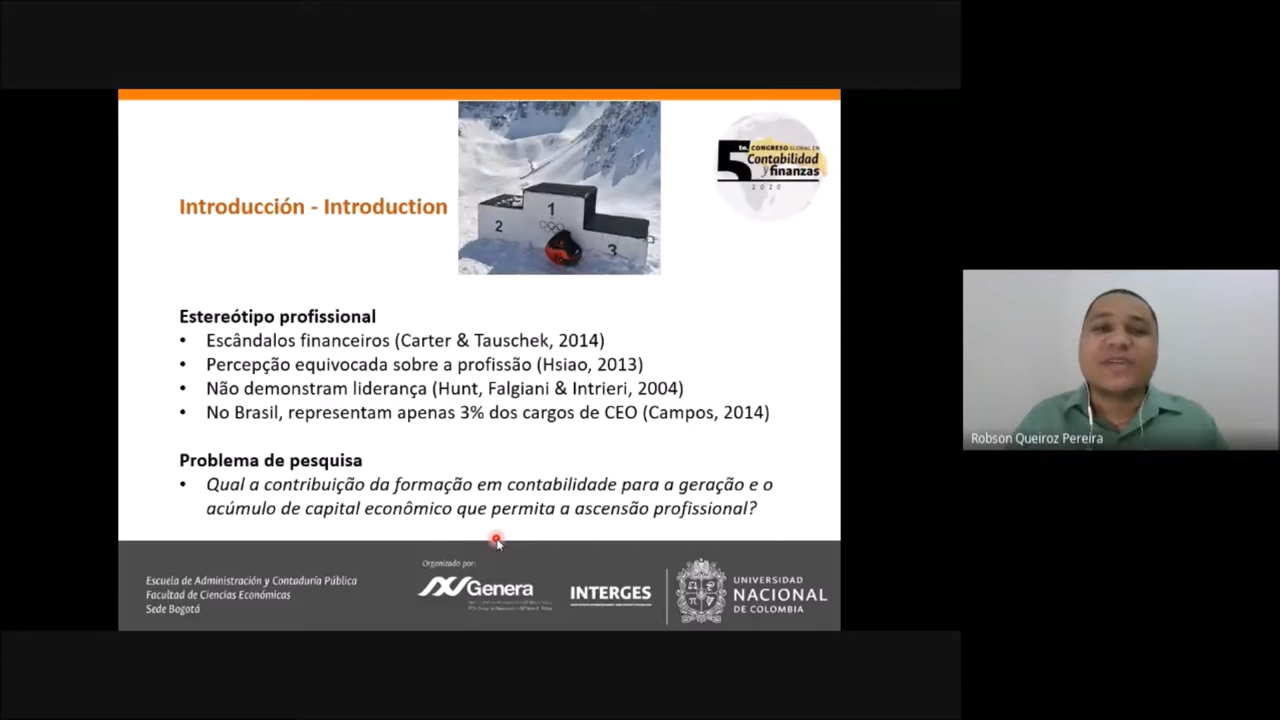 5to. CONGRESO GLOBAL EN
Contabilidad
y finanzas
2020
Introducción - Introduction
1
2
3
Estereótipo profissional
• Escândalos financeiros (Carter & Tauschek, 2014)
• Percepção equivocada sobre a profissão (Hsiao, 2013)
• Não demonstram liderança (Hunt, Falgiani & Intrieri, 2004)
• No Brasil, representam apenas 3% dos cargos de CEO (Campos, 2014)
Problema de pesquisa
• Qual a contribuição da formação em contabilidade para a geração e o
acúmulo de capital econômico que permita a ascensão profissional?
Escuela de Administración y Contaduría Pública
Facultad de Ciencias Económicas
Sede Bogotá
Organizado por:
Genera
INTERGES
UNIVERSIDAD
NACIONAL
DE COLOMBIA
Robson Queiroz Pereira